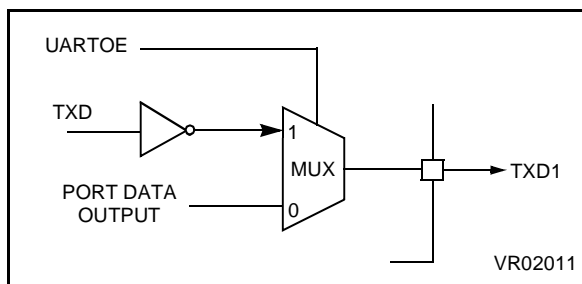 UARTOE
TXD
1
MUX
TXD1
PORT DATA
OUTPUT
0
VR02011